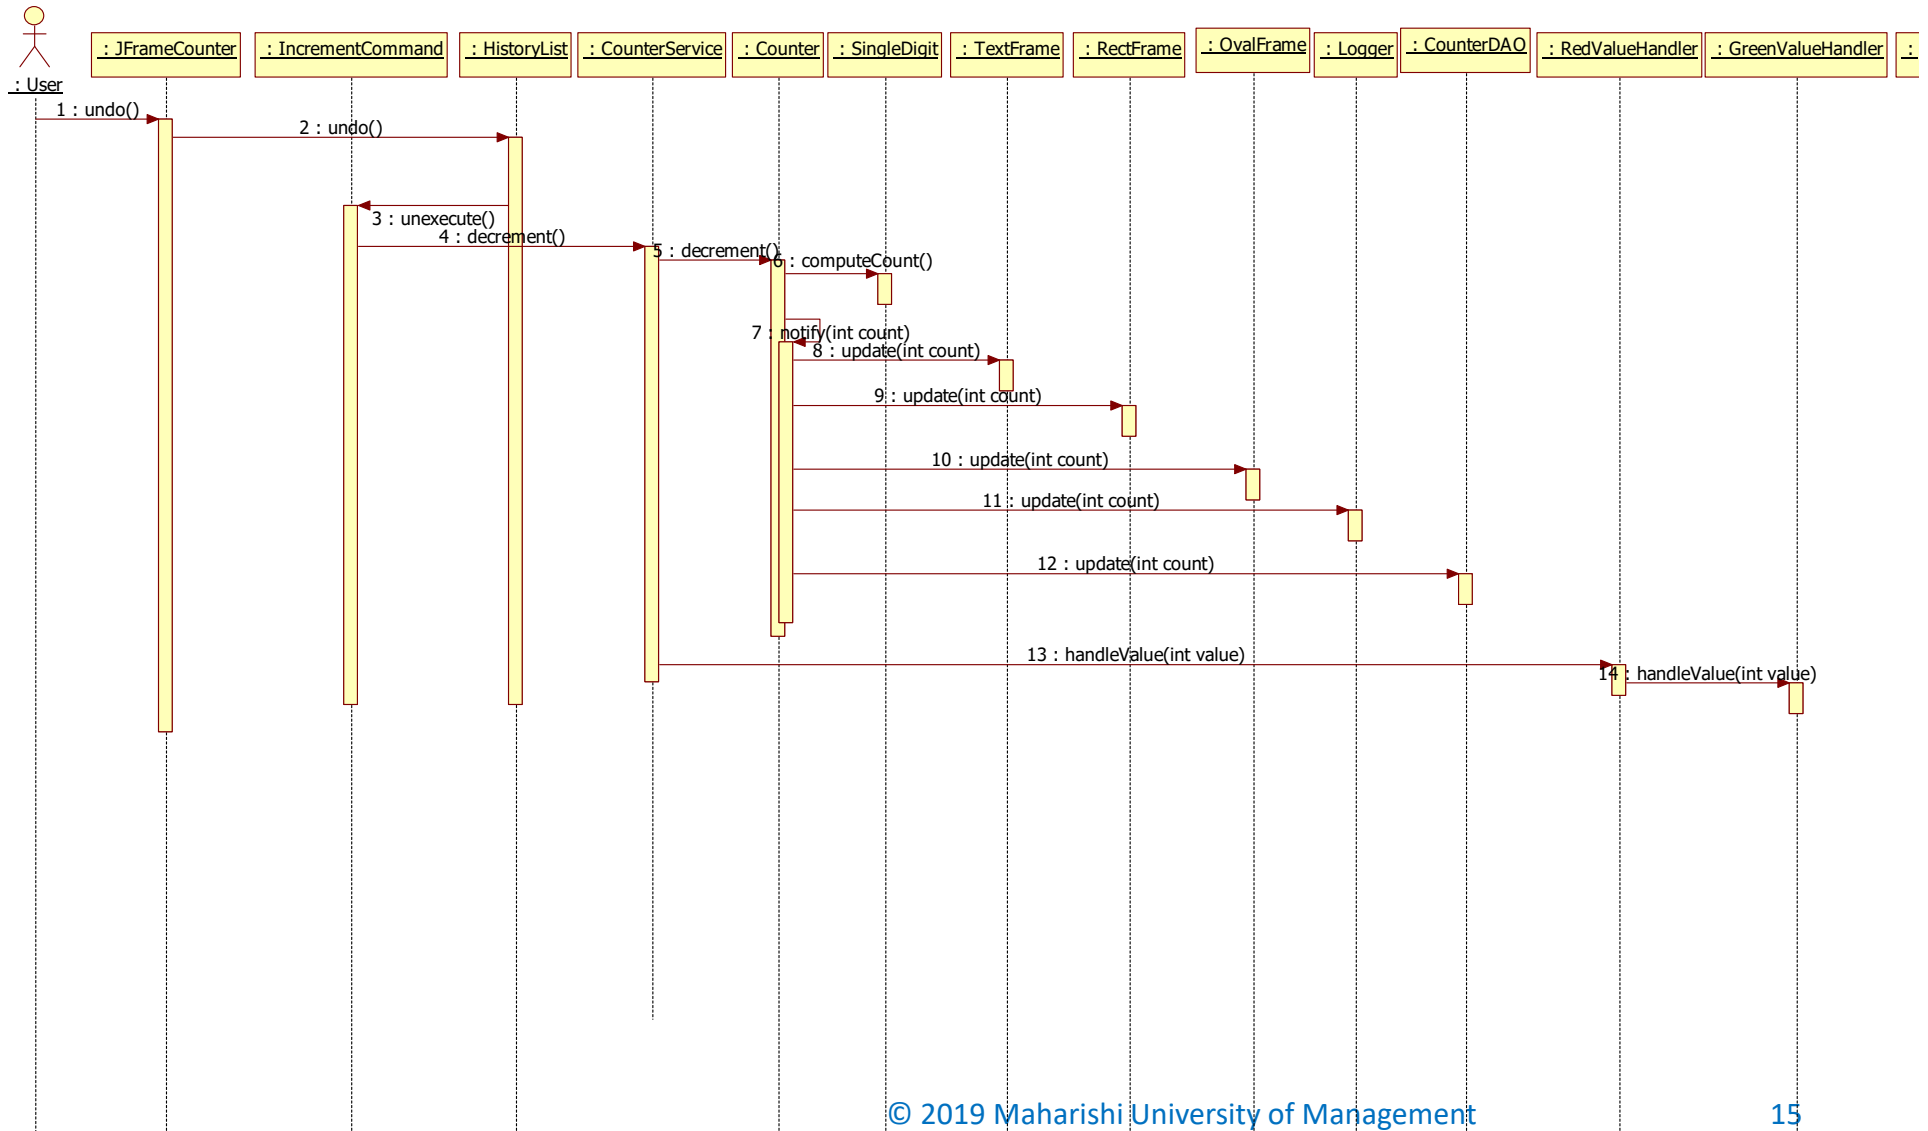 : User
: JFrameCounter
: IncrementCommand
: HistoryList
: CounterService
: Counter
: SingleDigit
: TextFrame
: RectFrame
: OvalFrame
: Logger
: CounterDAO
: RedValueHandler
: GreenValueHandler
:
1 : undo()
2 : undo()
3 : unexecute()
4 : decrement()
5 : decrement()
6 : computeCount()
7 : notify(int count)
8 : update(int count)
9 : update(int count)
10 : update(int count)
11 : update(int count)
12 : update(int count)
13 : handleValue(int value)
14 : handleValue(int value)
© 2019 Maharishi University of Management
15